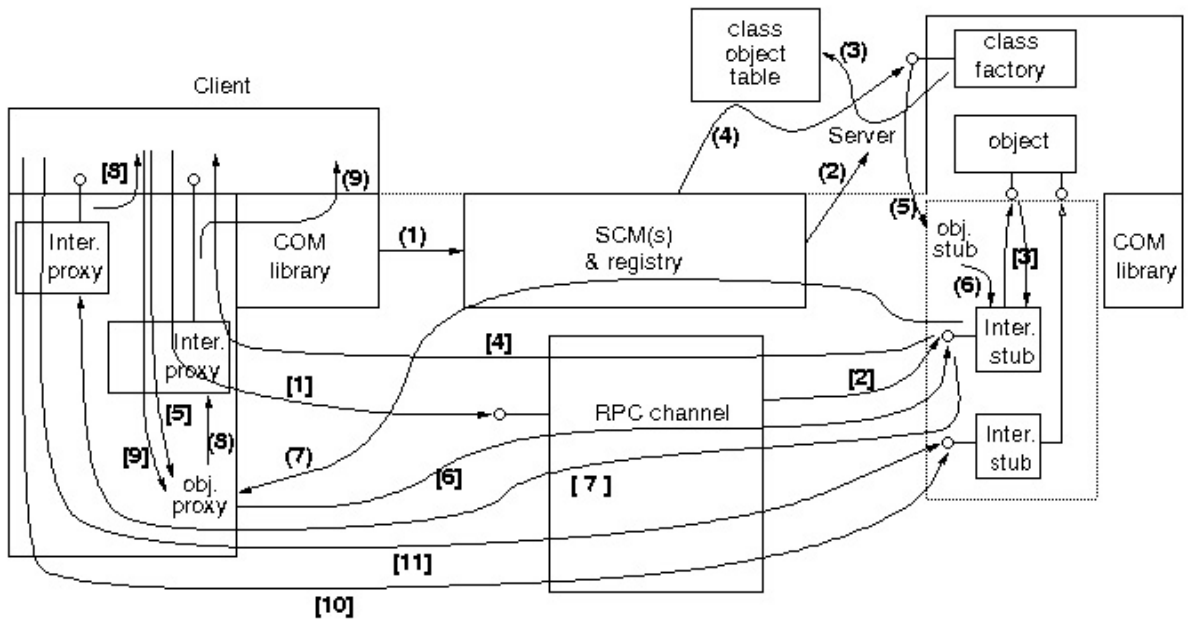 class
object
table
(3)
class
factory
Client
(4)
Server
object
[8]
(9)
(2)
(5)
Inter.
proxy
COM
library
(1)
SCM(s)
& registry
obj.
stub
[3]
COM
library
(6)
Inter.
proxy
[4]
Inter.
stub
[1]
[2]
[5]
(8)
RPC channel
[9]
(7)
[6]
[ 7 ]
Inter.
stub
obj.
proxy
[11]
[10]